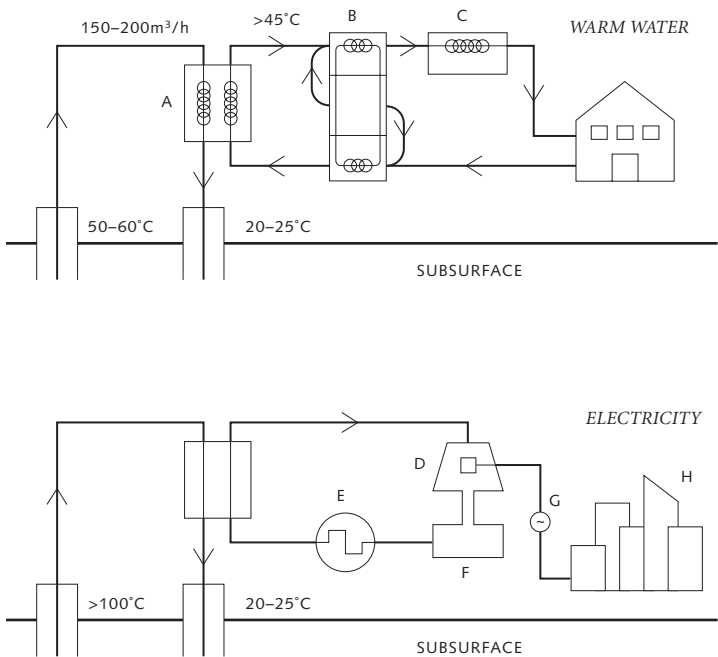 150–200m³/h
>45˚C
B
C
WARM WATER
A
50–60˚C
20–25˚C
SUBSURFACE
ELECTRICITY
D
E
G
H
F
>100˚C
20–25˚C
SUBSURFACE
~